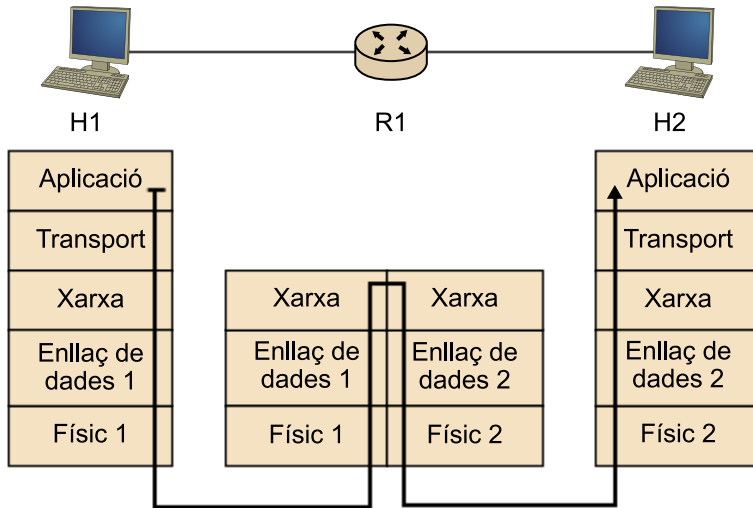 H1
R1
H2
Aplicació
Transport
Xarxa
Enllaç de
dades 1
Físic 1
Xarxa
Xarxa
Enllaç de
dades 1
Enllaç de
dades 2
Físic 1
Físic 2
Aplicació
Transport
Xarxa
Enllaç de
dades 2
Físic 2